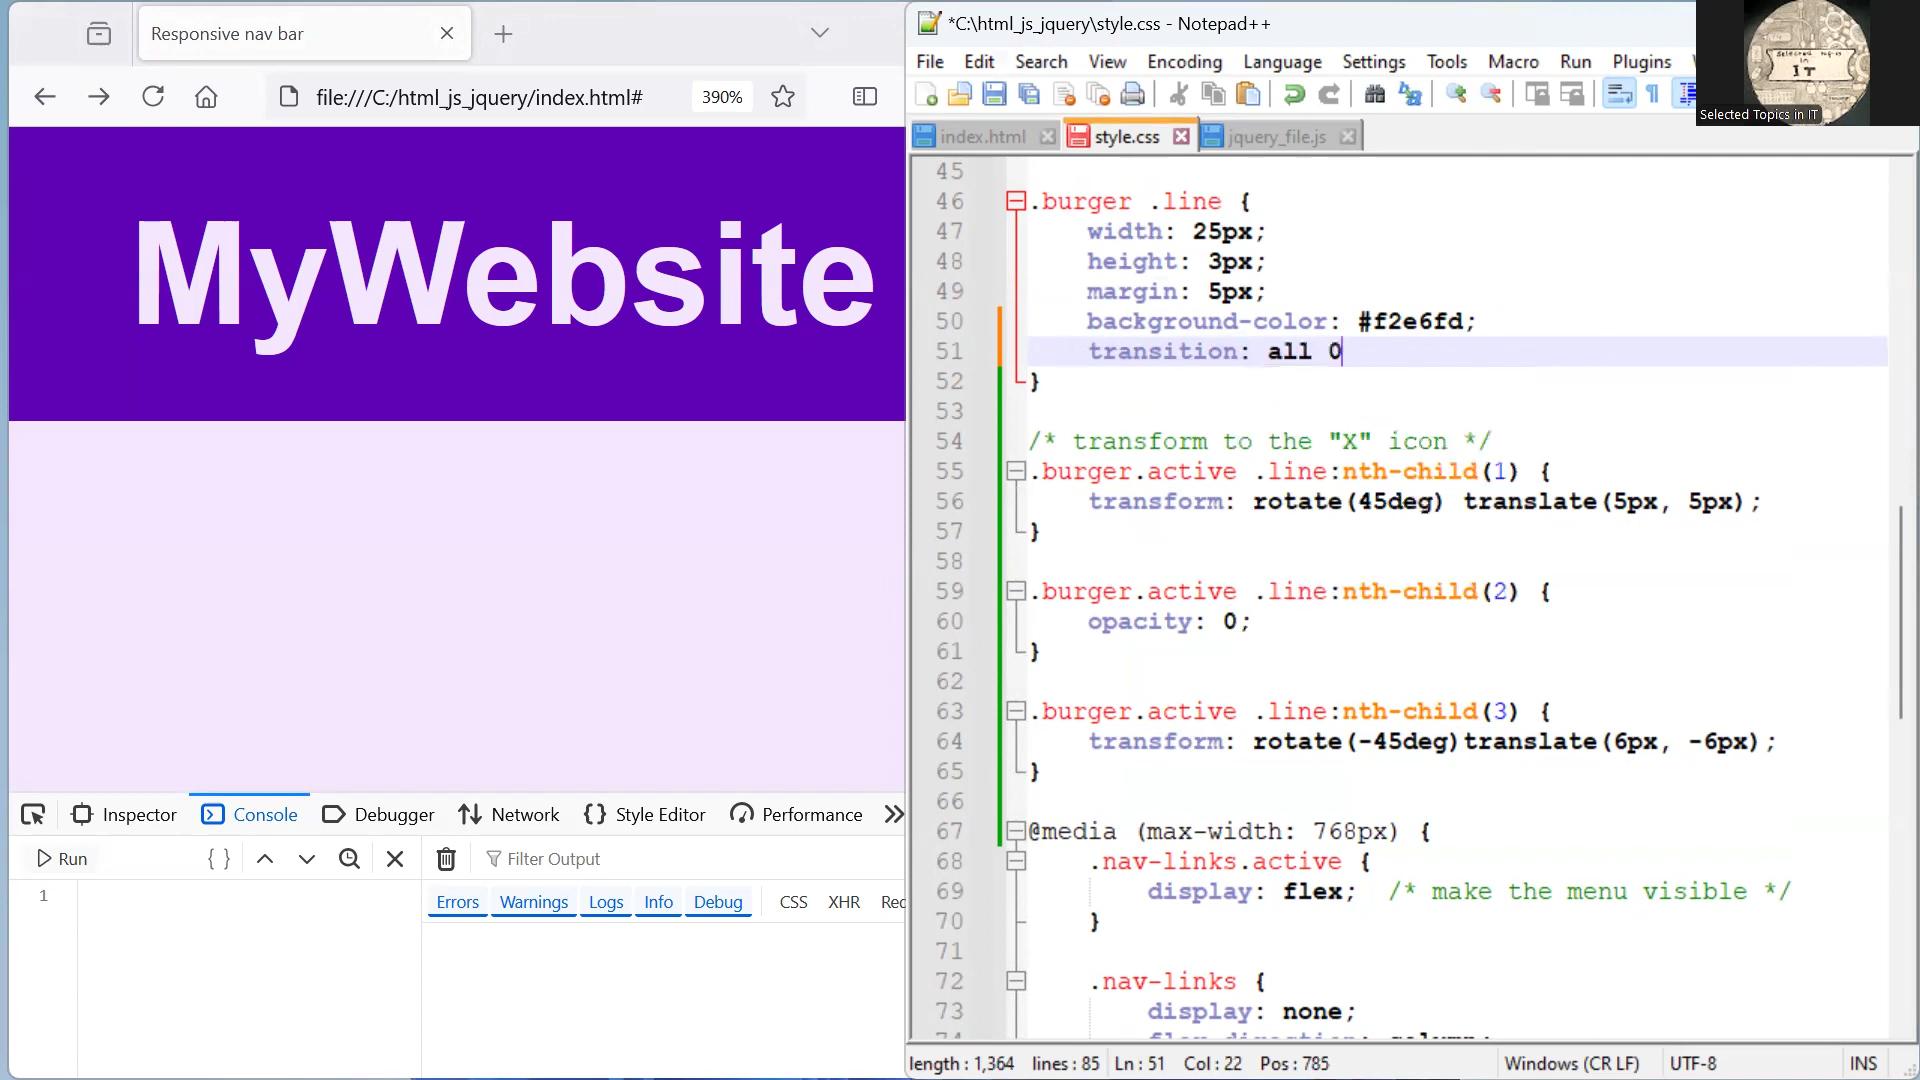 Responsive nav bar
file:///C:/html_js_jquery/index.html#
390%
MyWebsite
Inspector
Console
Debugger
Network
Style Editor
Performance
Run
Filter Output
1
Errors
Warnings
Logs
Info
Debug
CSS
XHR
Rec
*C:\html_js_jquery\style.css - Notepad++
File Edit Search View Encoding Language Settings Tools Macro Run Plugins
Selected Topics in IT
index.html
style.css
jquery_file.js
45
46 .burger .line {
47 width: 25px;
48 height: 3px;
49 margin: 5px;
50 background-color: #f2e6fd;
51 transition: all 0
52 }
53
54 /* transform to the "X" icon */
55 .burger.active .line:nth-child(1) {
56 transform: rotate(45deg) translate(5px, 5px);
57 }
58
59 .burger.active .line:nth-child(2) {
60 opacity: 0;
61 }
62
63 .burger.active .line:nth-child(3) {
64 transform: rotate(-45deg)translate(6px, -6px);
65 }
66
67 @media (max-width: 768px) {
68 .nav-links.active {
69 display: flex; /* make the menu visible */
70 }
71
72 .nav-links {
73 display: none;
length : 1,364 lines : 85 Ln : 51 Col : 22 Pos : 785 Windows (CR LF) UTF-8 INS